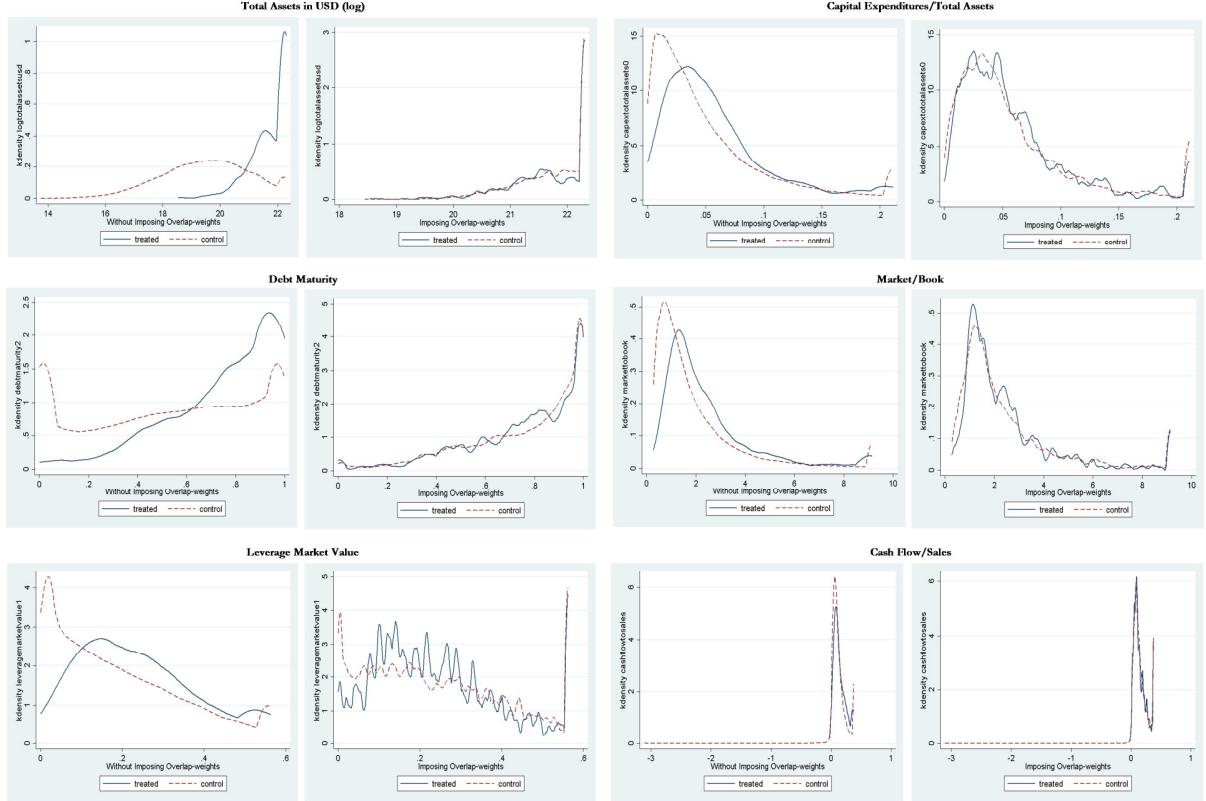 Total Assets in USD (log)
kdensity logtotalassetsusd
0 .2 .4 .6 .8 1
14 16 18 20 22
Without Imposing Overlap-weights
treated control
kdensity logtotalassetsusd
0 1 2 3
18 19 20 21 22
Imposing Overlap-weights
treated control
Capital Expenditures/Total Assets
kdensity capextotalassets0
0 5 10 15
0 .05 .1 .15 .2
Without Imposing Overlap-weights
treated control
kdensity capextotalassets0
0 5 10 15
0 .05 .1 .15 .2
Imposing Overlap-weights
treated control
Debt Maturity
kdensity debtmaturity2
0 .5 1 1.5 2 2.5
0 .2 .4 .6 .8 1
Without Imposing Overlap-weights
treated control
kdensity debtmaturity2
0 1 2 3 4 5
0 .2 .4 .6 .8 1
Imposing Overlap-weights
treated control
Market/Book
kdensity markettobook
0 .1 .2 .3 .4 .5
0 2 4 6 8 10
Without Imposing Overlap-weights
treated control
kdensity markettobook
0 .1 .2 .3 .4 .5
0 2 4 6 8 10
Imposing Overlap-weights
treated control
Leverage Market Value
kdensity leveragemarketvalue1
0 1 2 3 4
0 .2 .4 .6
Without Imposing Overlap-weights
treated control
kdensity leveragemarketvalue1
0 1 2 3 4 5
0 .2 .4 .6
Imposing Overlap-weights
treated control
Cash Flow/Sales
kdensity cashflowtosales
0 2 4 6
-3 -2 -1 0 1
Without Imposing Overlap-weights
treated control
kdensity cashflowtosales
0 2 4 6
-3 -2 -1 0 1
Imposing Overlap-weights
treated control